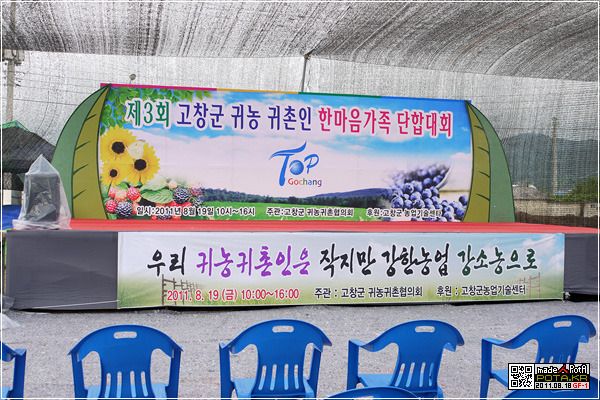 제3회 고창군 귀농 귀촌인 한마음가족 단합대회
TOP
Gochang
일시:2011년 8월 19일 10시~16시 주관:고창군 귀농귀촌협의회 후원:고창군 농업기술센터
우리 귀농귀촌인은 작지만 강한농업 강소농으로
2011. 8. 19 (금) 10:00~16:00 주관 : 고창군 귀농귀촌협의회 후원 : 고창군농업기술센터
made PotA
POTA.KR
2011.08.18 GF-1